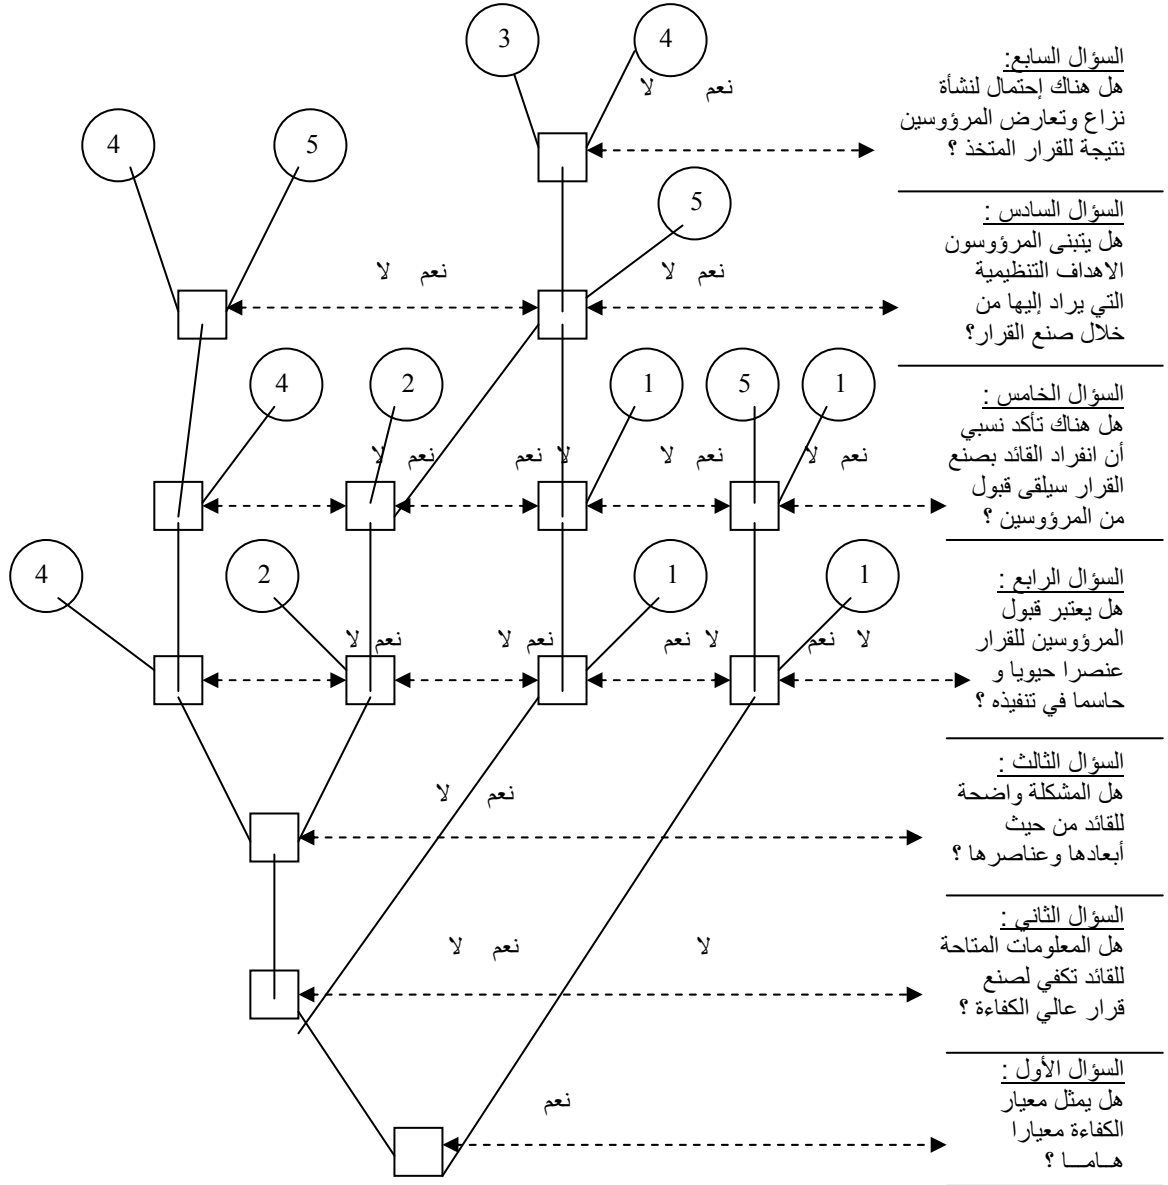 3
4
السؤال السابع:
هل هناك إحتمال لنشأة
نزاع وتعارض المرؤوسين
نتيجة للقرار المتخذ ؟
نعم لا
4
5
السؤال السادس :
هل يتبنى المرؤوسون
الاهداف التنظيمية
التي يراد إليها من
خلال صنع القرار؟
5
نعم لا
نعم لا
السؤال الخامس :
هل هناك تأكد نسبي
أن انفراد القائد بصنع
القرار سيلقى قبول
من المرؤوسين ؟
4
2
1
5
1
نعم لا
نعم لا
نعم لا
نعم لا
السؤال الرابع :
هل يعتبر قبول
المرؤوسين للقرار
عنصرا حيويا و
حاسما في تنفيذه ؟
4
2
1
1
لا نعم
لا نعم
نعم لا
نعم لا
السؤال الثالث :
هل المشكلة واضحة
للقائد من حيث
أبعادها وعناصرها ؟
نعم لا
السؤال الثاني :
هل المعلومات المتاحة
للقائد تكفي لصنع
قرار عالي الكفاءة ؟
لا
نعم لا
السؤال الأول :
هل يمثل معيار
الكفاءة معيارا
هـامـــا ؟
نعم